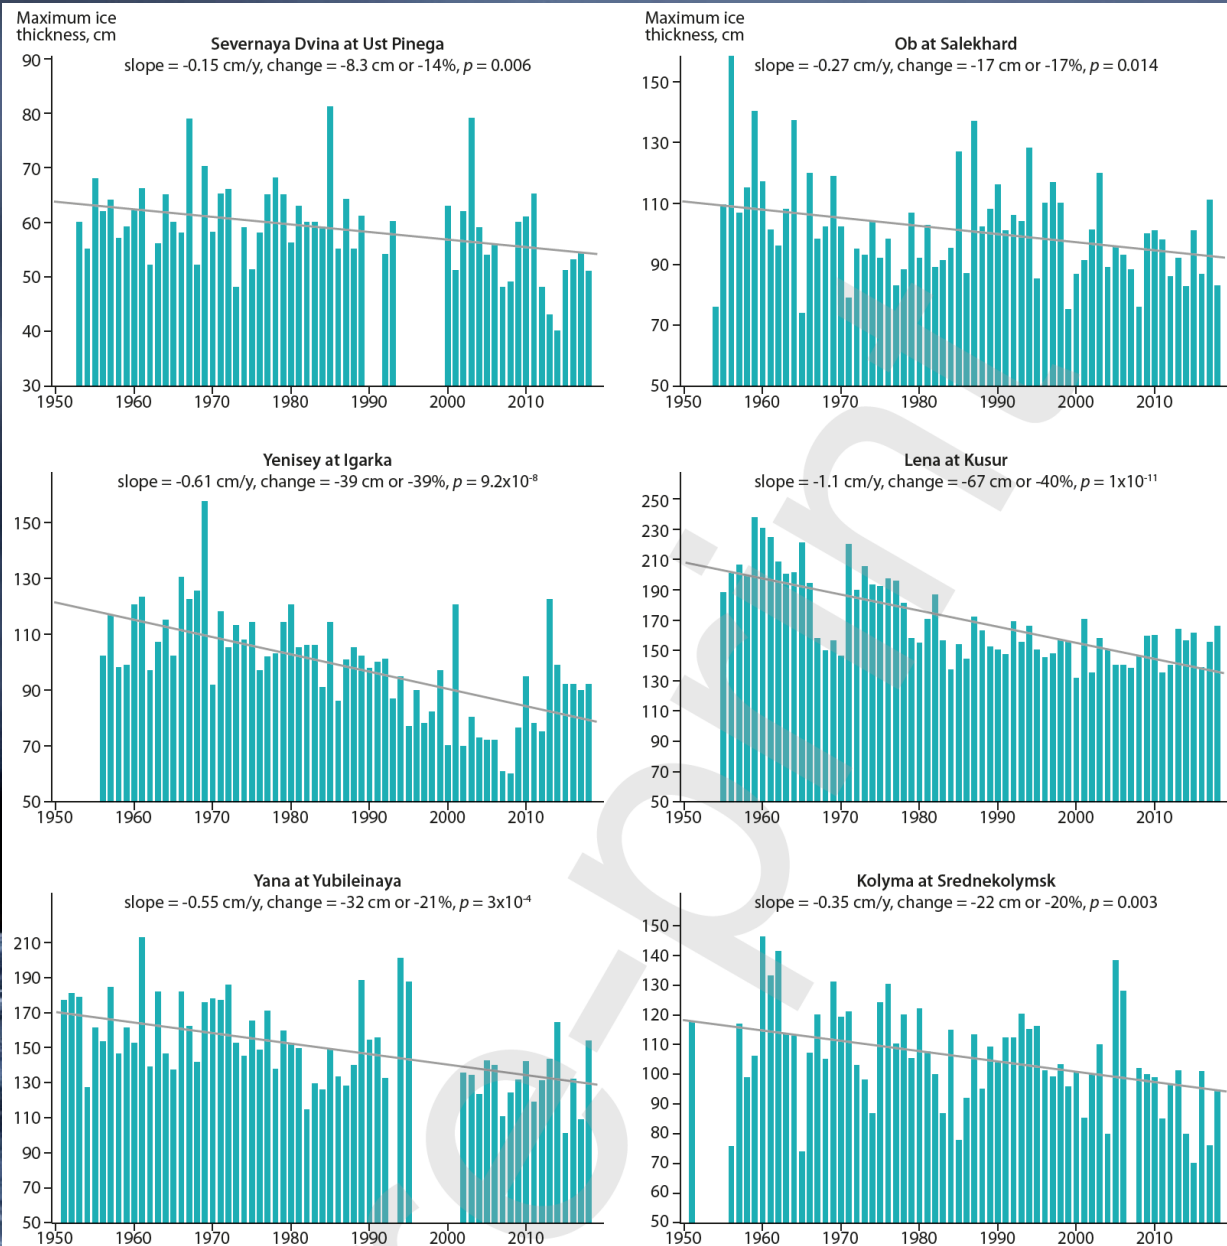 Maximum ice
thickness, cm
Severnaya Dvina at Ust Pinega
slope = -0.15 cm/y, change = -8.3 cm or -14%, p = 0.006
90
80
70
60
50
40
30
1950 1960 1970 1980 1990 2000 2010
Maximum ice
thickness, cm
Ob at Salekhard
slope = -0.27 cm/y, change = -17 cm or -17%, p = 0.014
150
130
110
90
70
50
1950 1960 1970 1980 1990 2000 2010
Yenisey at Igarka
slope = -0.61 cm/y, change = -39 cm or -39%, p = 9.2x10⁻⁸
150
130
110
90
70
50
1950 1960 1970 1980 1990 2000 2010
Lena at Kusur
slope = -1.1 cm/y, change = -67 cm or -40%, p = 1x10⁻¹¹
250
230
210
190
170
150
130
110
90
70
50
1950 1960 1970 1980 1990 2000 2010
Yana at Yubileinaya
slope = -0.55 cm/y, change = -32 cm or -21%, p = 3x10⁻⁴
210
190
170
150
130
110
90
70
50
1950 1960 1970 1980 1990 2000 2010
Kolyma at Srednekolymsk
slope = -0.35 cm/y, change = -22 cm or -20%, p = 0.003
150
140
130
120
110
100
90
80
70
60
50
1950 1960 1970 1980 1990 2000 2010
e-print